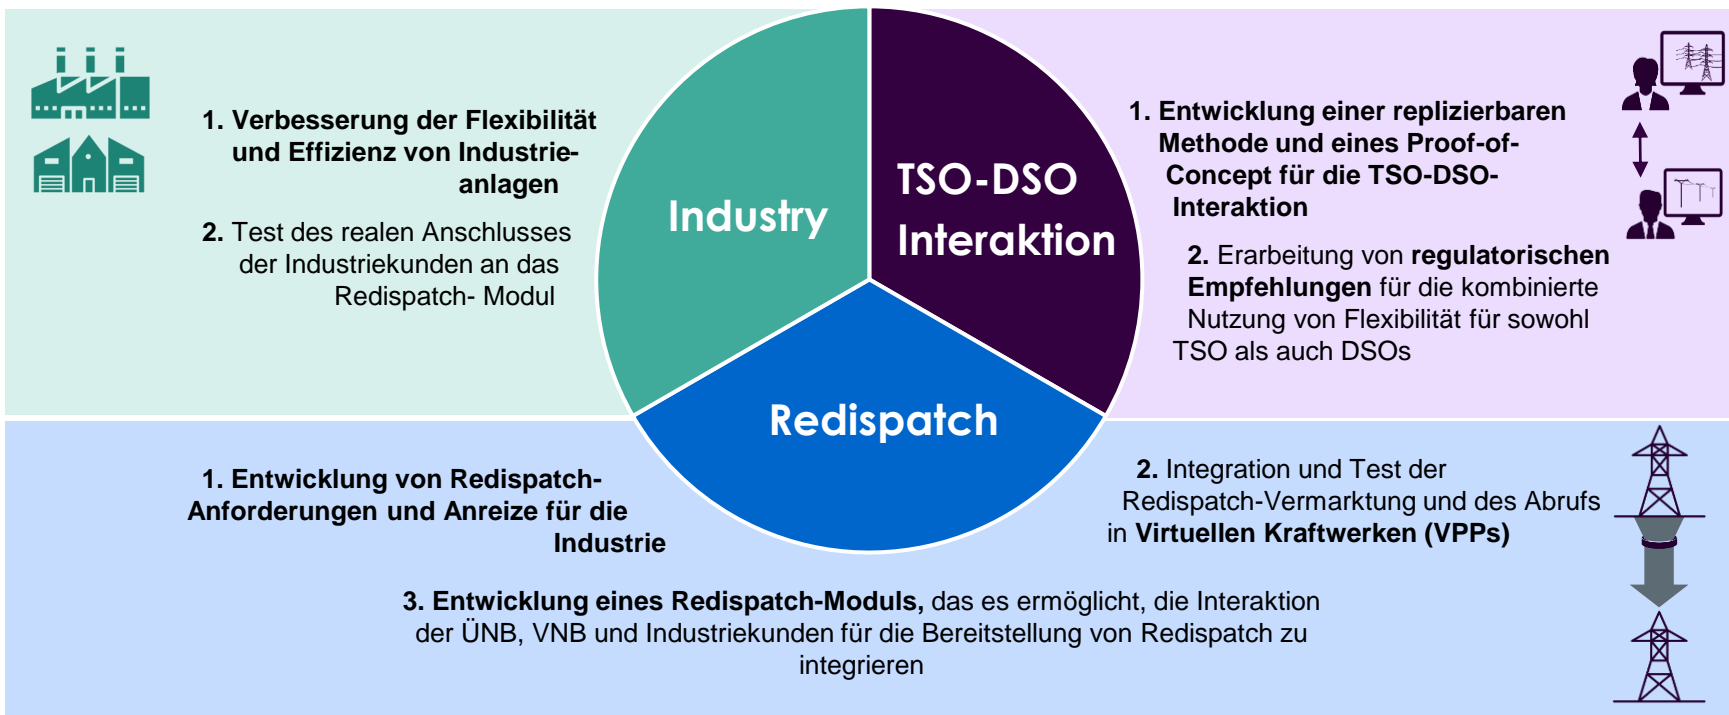 1. Verbesserung der Flexibilität
und Effizienz von Industrie-
anlagen
2. Test des realen Anschlusses
der Industriekunden an das
Redispatch- Modul
Industry
TSO-DSO
Interaktion
1. Entwicklung einer replizierbaren
Methode und eines Proof-of-
Concept für die TSO-DSO-
Interaktion
2. Erarbeitung von regulatorischen
Empfehlungen für die kombinierte
Nutzung von Flexibilität für sowohl
TSO als auch DSOs
Redispatch
1. Entwicklung von Redispatch-
Anforderungen und Anreize für die
Industrie
2. Integration und Test der
Redispatch-Vermarktung und des Abrufs
in Virtuellen Kraftwerken (VPPs)
3. Entwicklung eines Redispatch-Moduls, das es ermöglicht, die Interaktion
der ÜNB, VNB und Industriekunden für die Bereitstellung von Redispatch zu
integrieren